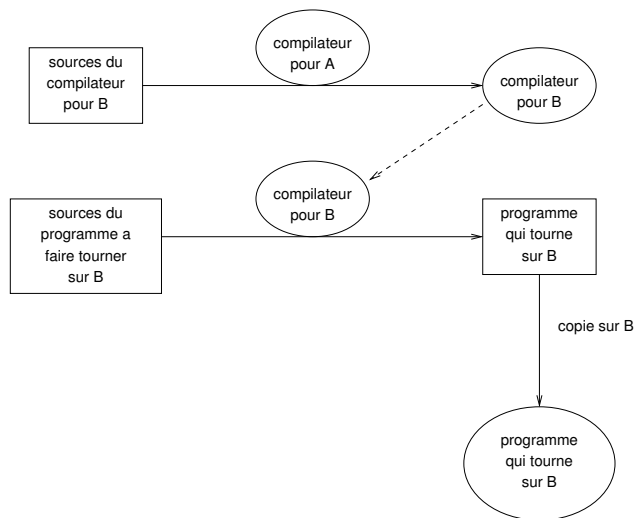 compilateur
pour A
sources du
compilateur
pour B
compilateur
pour B
compilateur
pour B
sources du
programme a
faire tourner
sur B
programme
qui tourne
sur B
copie sur B
programme
qui tourne
sur B